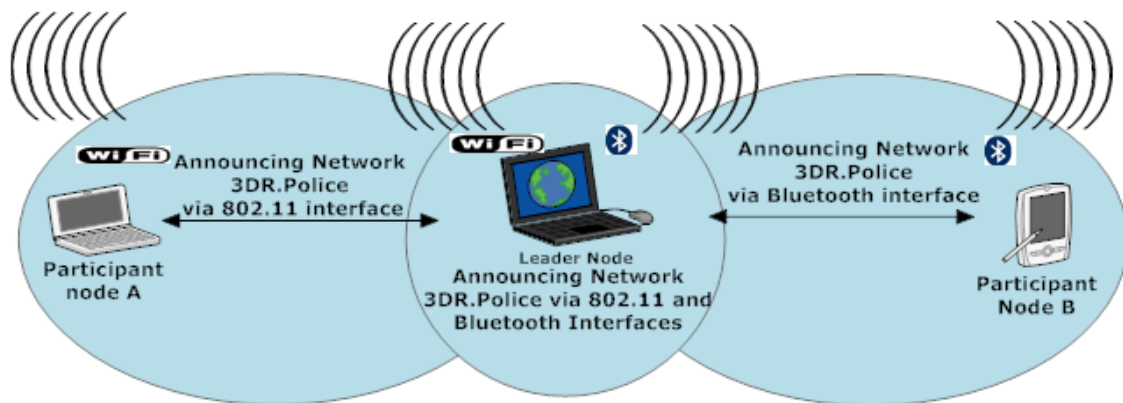 WiFi
Announcing Network
3DR.Police
via 802.11 interface
Participant
node A
WiFi
Leader Node
Announcing Network
3DR.Police via 802.11 and
Bluetooth Interfaces
Announcing Network
3DR.Police
via Bluetooth interface
Participant
Node B